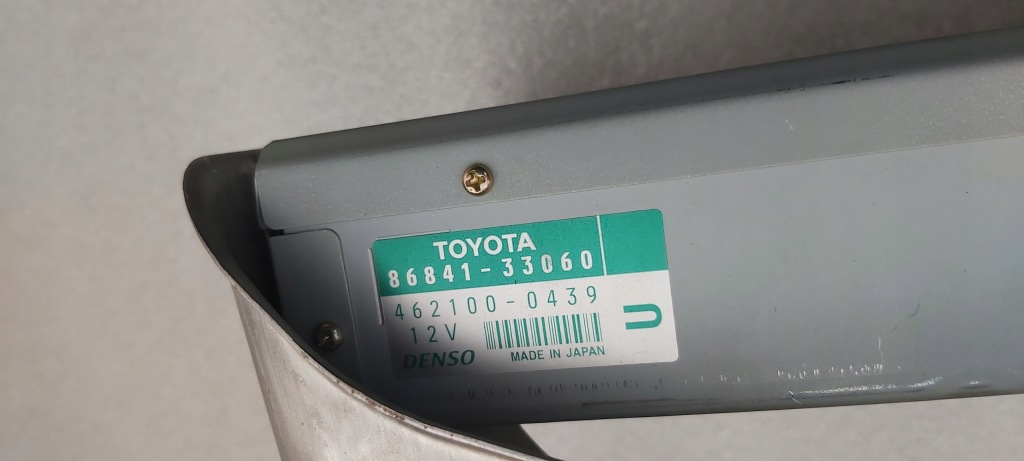 TOYOTA
86841-33060
462100-0439
12V
U
DENSO
MADE IN JAPAN